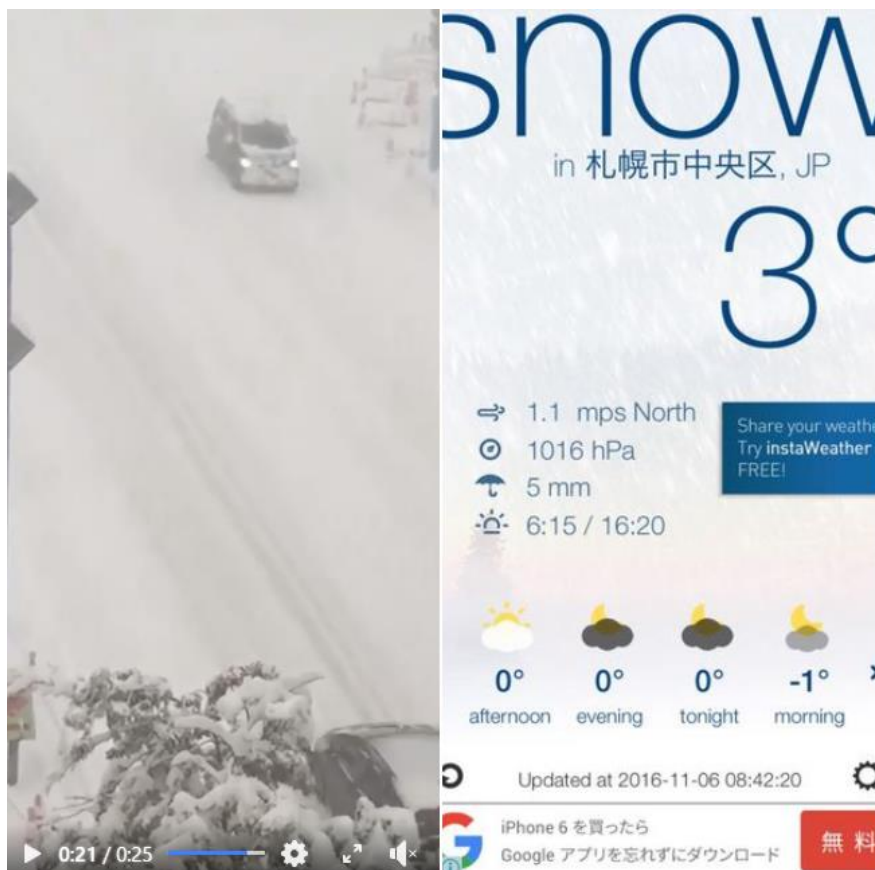 0:21 / 0:25
snow
in 札幌市中央区, JP
3°
1.1 mps North
1016 hPa
5 mm
6:15 / 16:20
Share your weathe
Try instaWeather
FREE!
0° 0° 0° -1°
afternoon evening tonight morning
Updated at 2016-11-06 08:42:20
iPhone 6 を買ったら
Google アプリを忘れずにダウンロード
無料